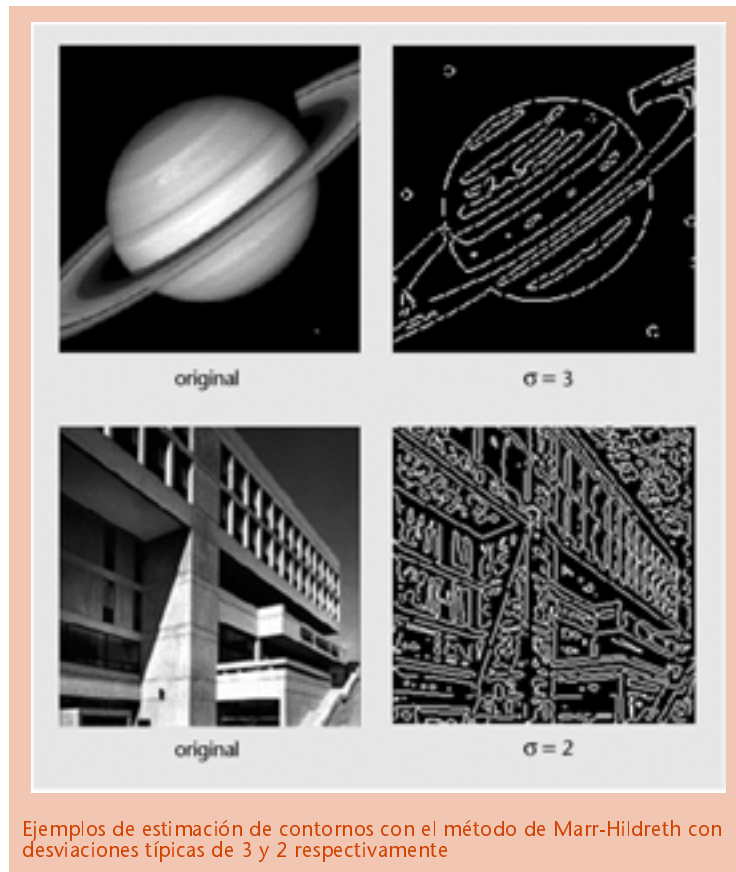 original
σ = 3
original
σ = 2
Ejemplos de estimación de contornos con el método de Marr-Hildreth con
desviaciones típicas de 3 y 2 respectivamente